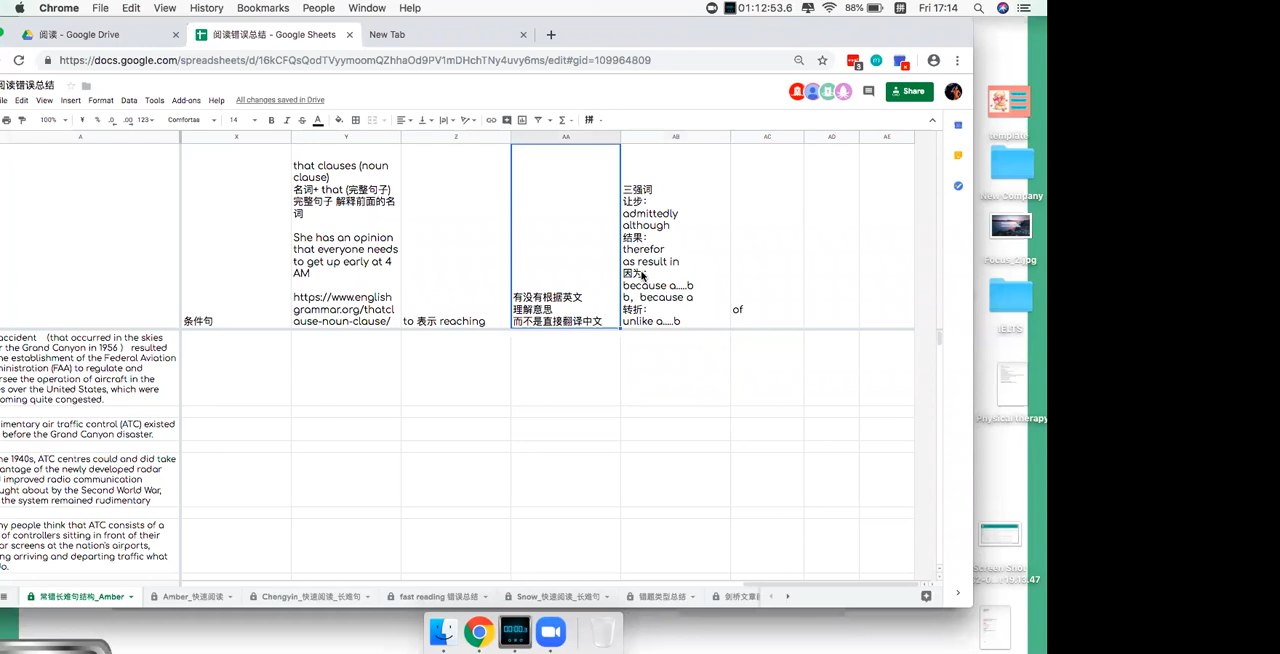 Chrome File Edit View History Bookmarks People Window Help 01:12:53.6 88% 拼 Fri 17:14
阅读 - Google Drive
阅读错误总结 - Google Sheets
New Tab
https://docs.google.com/spreadsheets/d/16kCFQsQodTVyymoomQZhhaOd9PV1mDHchTNy4uvy6ms/edit#gid=109964809
阅读错误总结
ile Edit View Insert Format Data Tools Add-ons Help All changes saved in Drive
Share
100% ¥ % .0 .00 123 Comfortaa 14 B I S A 拼
X Y Z AA AB AC AD AE
条件句
that clauses (noun
clause)
名词+ that (完整句子)
完整句子 解释前面的名
词
She has an opinion
that everyone needs
to get up early at 4
AM
https://www.english
grammar.org/thatcl
ause-noun-clause/
to 表示 reaching
有没有根据英文
理解意思
而不是直接翻译中文
三强词
让步：
admittedly
although
结果：
therefor
as result in
因为：
because a.....b
b，because a
转折：
unlike a.....b
of
accident （that occurred in the skies
r the Grand Canyon in 1956 ） resulted
ne establishment of the Federal Aviation
ninistration (FAA) to regulate and
rsee the operation of aircraft in the
es over the United States, which were
oming quite congested.
imentary air traffic control (ATC) existed
before the Grand Canyon disaster.
he 1940s, ATC centres could and did take
antage of the newly developed radar
d improved radio communication
ught about by the Second World War,
the system remained rudimentary
ny people think that ATC consists of a
of controllers sitting in front of their
ar screens at the nation's airports,
ng arriving and departing traffic what
do.
常错长难句结构_Amber
Amber_快速阅读
Chengyin_快速阅读_长难句
fast reading 错误总结
Snow_快速阅读_长难句
错题类型总结
剑桥文章
Template
New Company
Focus_2.jpg
IELTS
Physical therapy
Screen Shot
19.13.47